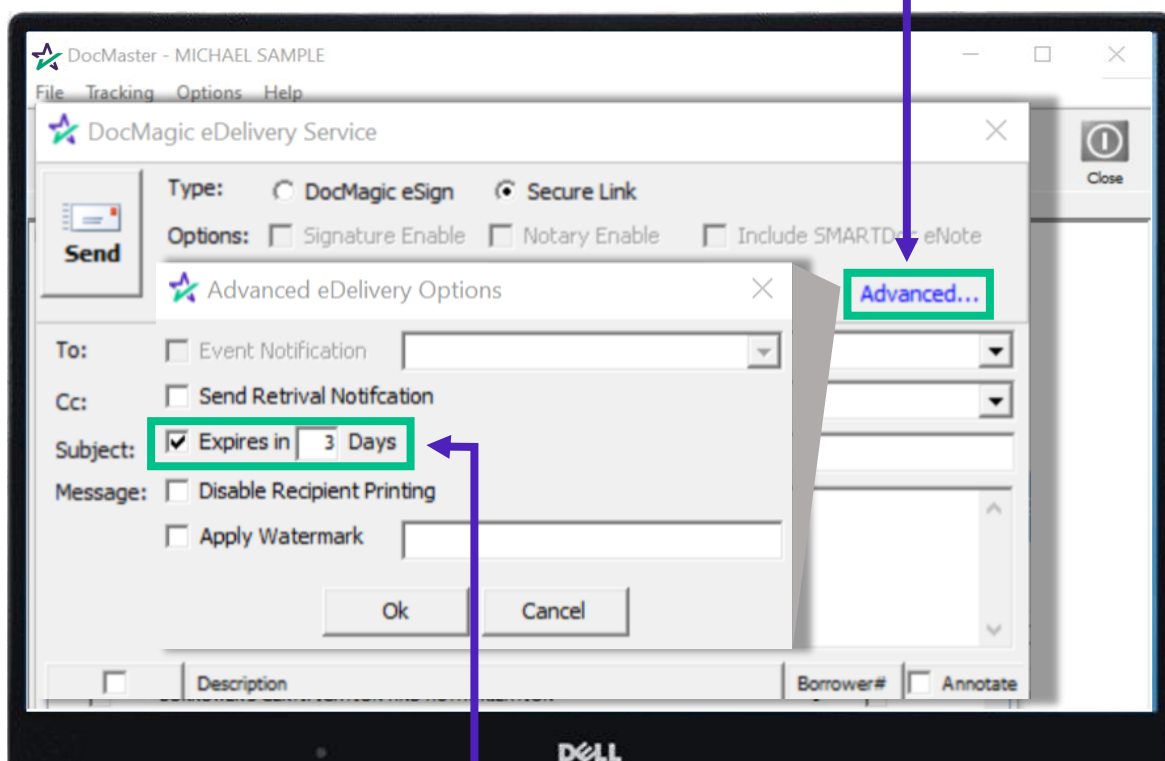 DocMaster - MICHAEL SAMPLE
File Tracking Options Help
DocMagic eDelivery Service
Close
Type: DocMagic eSign Secure Link
Send
Options: Signature Enable Notary Enable Include SMARTDoc eNote
Advanced eDelivery Options
Advanced...
To: Event Notification
Cc: Send Retrival Notifcation
Subject: Expires in 3 Days
Message: Disable Recipient Printing
Apply Watermark
Ok Cancel
Description Borrower# Annotate
DELL